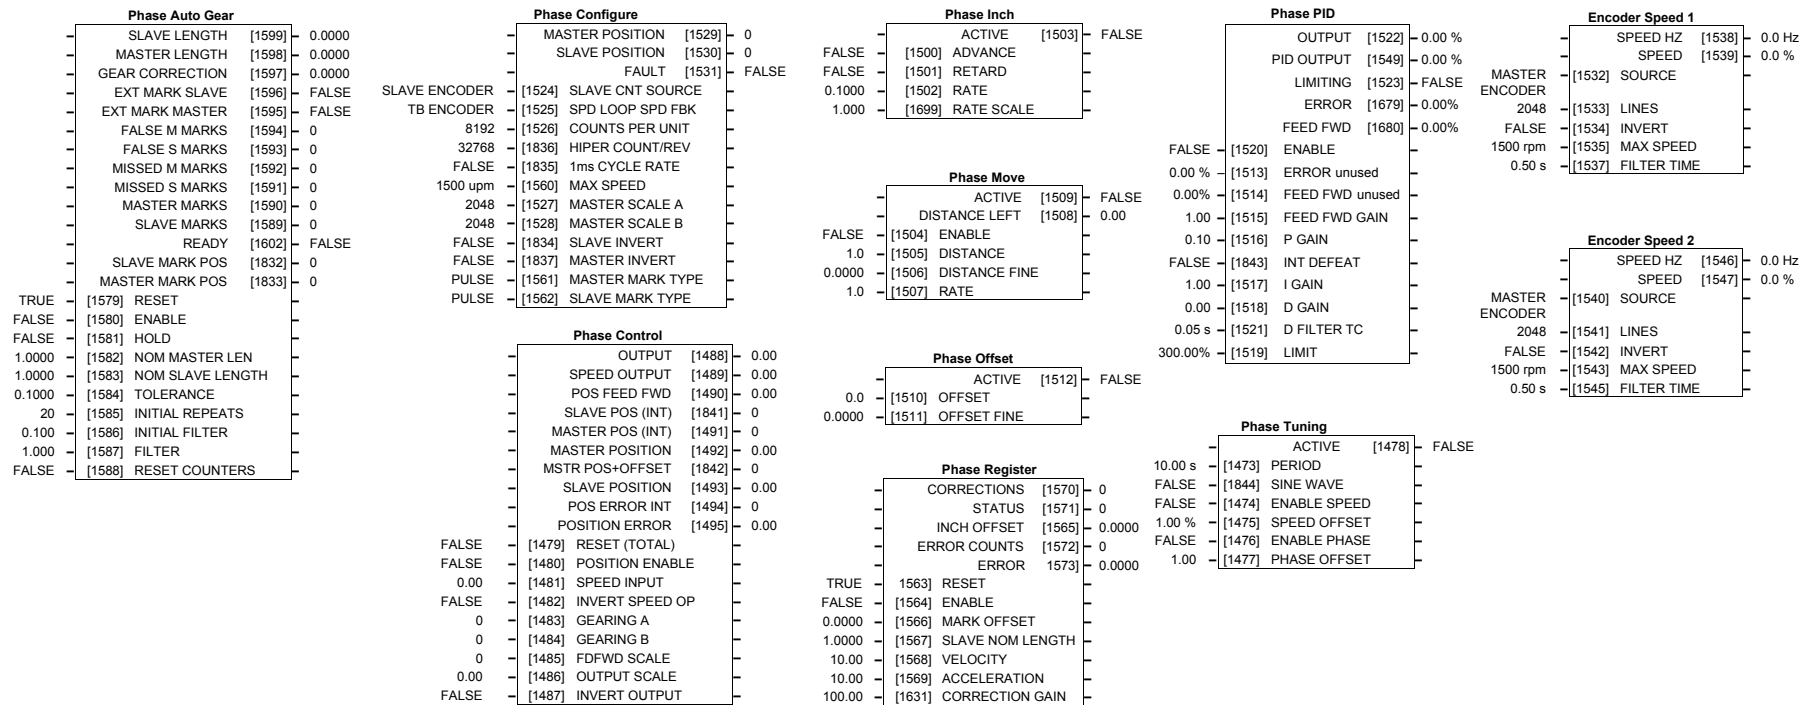 Phase Auto Gear
SLAVE LENGTH [1599] 0.0000
MASTER LENGTH [1598] 0.0000
GEAR CORRECTION [1597] 0.0000
EXT MARK SLAVE [1596] FALSE
EXT MARK MASTER [1595] FALSE
FALSE M MARKS [1594] 0
FALSE S MARKS [1593] 0
MISSED M MARKS [1592] 0
MISSED S MARKS [1591] 0
MASTER MARKS [1590] 0
SLAVE MARKS [1589] 0
READY [1602] FALSE
SLAVE MARK POS [1832] 0
MASTER MARK POS [1833] 0
TRUE [1579] RESET
FALSE [1580] ENABLE
FALSE [1581] HOLD
1.0000 [1582] NOM MASTER LEN
1.0000 [1583] NOM SLAVE LENGTH
0.1000 [1584] TOLERANCE
20 [1585] INITIAL REPEATS
0.100 [1586] INITIAL FILTER
1.000 [1587] FILTER
FALSE [1588] RESET COUNTERS
Phase Configure
MASTER POSITION [1529] 0
SLAVE POSITION [1530] 0
FAULT [1531] FALSE
SLAVE ENCODER [1524] SLAVE CNT SOURCE
TB ENCODER [1525] SPD LOOP SPD FBK
8192 [1526] COUNTS PER UNIT
32768 [1836] HIPER COUNT/REV
FALSE [1835] 1ms CYCLE RATE
1500 upm [1560] MAX SPEED
2048 [1527] MASTER SCALE A
2048 [1528] MASTER SCALE B
FALSE [1834] SLAVE INVERT
FALSE [1837] MASTER INVERT
PULSE [1561] MASTER MARK TYPE
PULSE [1562] SLAVE MARK TYPE
Phase Control
OUTPUT [1488] 0.00
SPEED OUTPUT [1489] 0.00
POS FEED FWD [1490] 0.00
SLAVE POS (INT) [1841] 0
MASTER POS (INT) [1491] 0
MASTER POSITION [1492] 0.00
MSTR POS+OFFSET [1842] 0
SLAVE POSITION [1493] 0.00
POS ERROR INT [1494] 0
POSITION ERROR [1495] 0.00
FALSE [1479] RESET (TOTAL)
FALSE [1480] POSITION ENABLE
0.00 [1481] SPEED INPUT
FALSE [1482] INVERT SPEED OP
0 [1483] GEARING A
0 [1484] GEARING B
0 [1485] FDFWD SCALE
0.00 [1486] OUTPUT SCALE
FALSE [1487] INVERT OUTPUT
Phase Inch
ACTIVE [1503] FALSE
FALSE [1500] ADVANCE
FALSE [1501] RETARD
0.1000 [1502] RATE
1.000 [1699] RATE SCALE
Phase Move
ACTIVE [1509] FALSE
DISTANCE LEFT [1508] 0.00
FALSE [1504] ENABLE
1.0 [1505] DISTANCE
0.0000 [1506] DISTANCE FINE
1.0 [1507] RATE
Phase Offset
ACTIVE [1512] FALSE
0.0 [1510] OFFSET
0.0000 [1511] OFFSET FINE
Phase Register
CORRECTIONS [1570] 0
STATUS [1571] 0
INCH OFFSET [1565] 0.0000
ERROR COUNTS [1572] 0
ERROR 1573] 0.0000
TRUE 1563] RESET
FALSE [1564] ENABLE
0.0000 [1566] MARK OFFSET
1.0000 [1567] SLAVE NOM LENGTH
10.00 [1568] VELOCITY
10.00 [1569] ACCELERATION
100.00 [1631] CORRECTION GAIN
Phase PID
OUTPUT [1522] 0.00 %
PID OUTPUT [1549] 0.00 %
LIMITING [1523] FALSE
ERROR [1679] 0.00%
FEED FWD [1680] 0.00%
FALSE [1520] ENABLE
0.00 % [1513] ERROR unused
0.00% [1514] FEED FWD unused
1.00 [1515] FEED FWD GAIN
0.10 [1516] P GAIN
FALSE [1843] INT DEFEAT
1.00 [1517] I GAIN
0.00 [1518] D GAIN
0.05 s [1521] D FILTER TC
300.00% [1519] LIMIT
Phase Tuning
ACTIVE [1478] FALSE
10.00 s [1473] PERIOD
FALSE [1844] SINE WAVE
FALSE [1474] ENABLE SPEED
1.00 % [1475] SPEED OFFSET
FALSE [1476] ENABLE PHASE
1.00 [1477] PHASE OFFSET
Encoder Speed 1
SPEED HZ [1538] 0.0 Hz
SPEED [1539] 0.0 %
MASTER [1532] SOURCE
ENCODER
2048 [1533] LINES
FALSE [1534] INVERT
1500 rpm [1535] MAX SPEED
0.50 s [1537] FILTER TIME
Encoder Speed 2
SPEED HZ [1546] 0.0 Hz
SPEED [1547] 0.0 %
MASTER [1540] SOURCE
ENCODER
2048 [1541] LINES
FALSE [1542] INVERT
1500 rpm [1543] MAX SPEED
0.50 s [1545] FILTER TIME